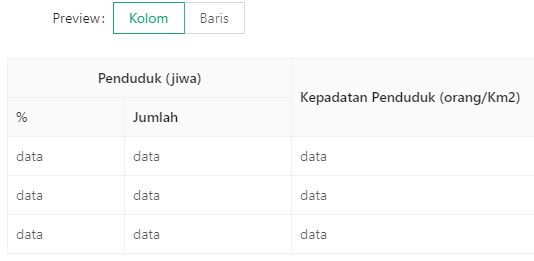 Preview: Kolom Baris
Penduduk (jiwa) Kepadatan Penduduk (orang/Km2)
% Jumlah
data data data
data data data
data data data